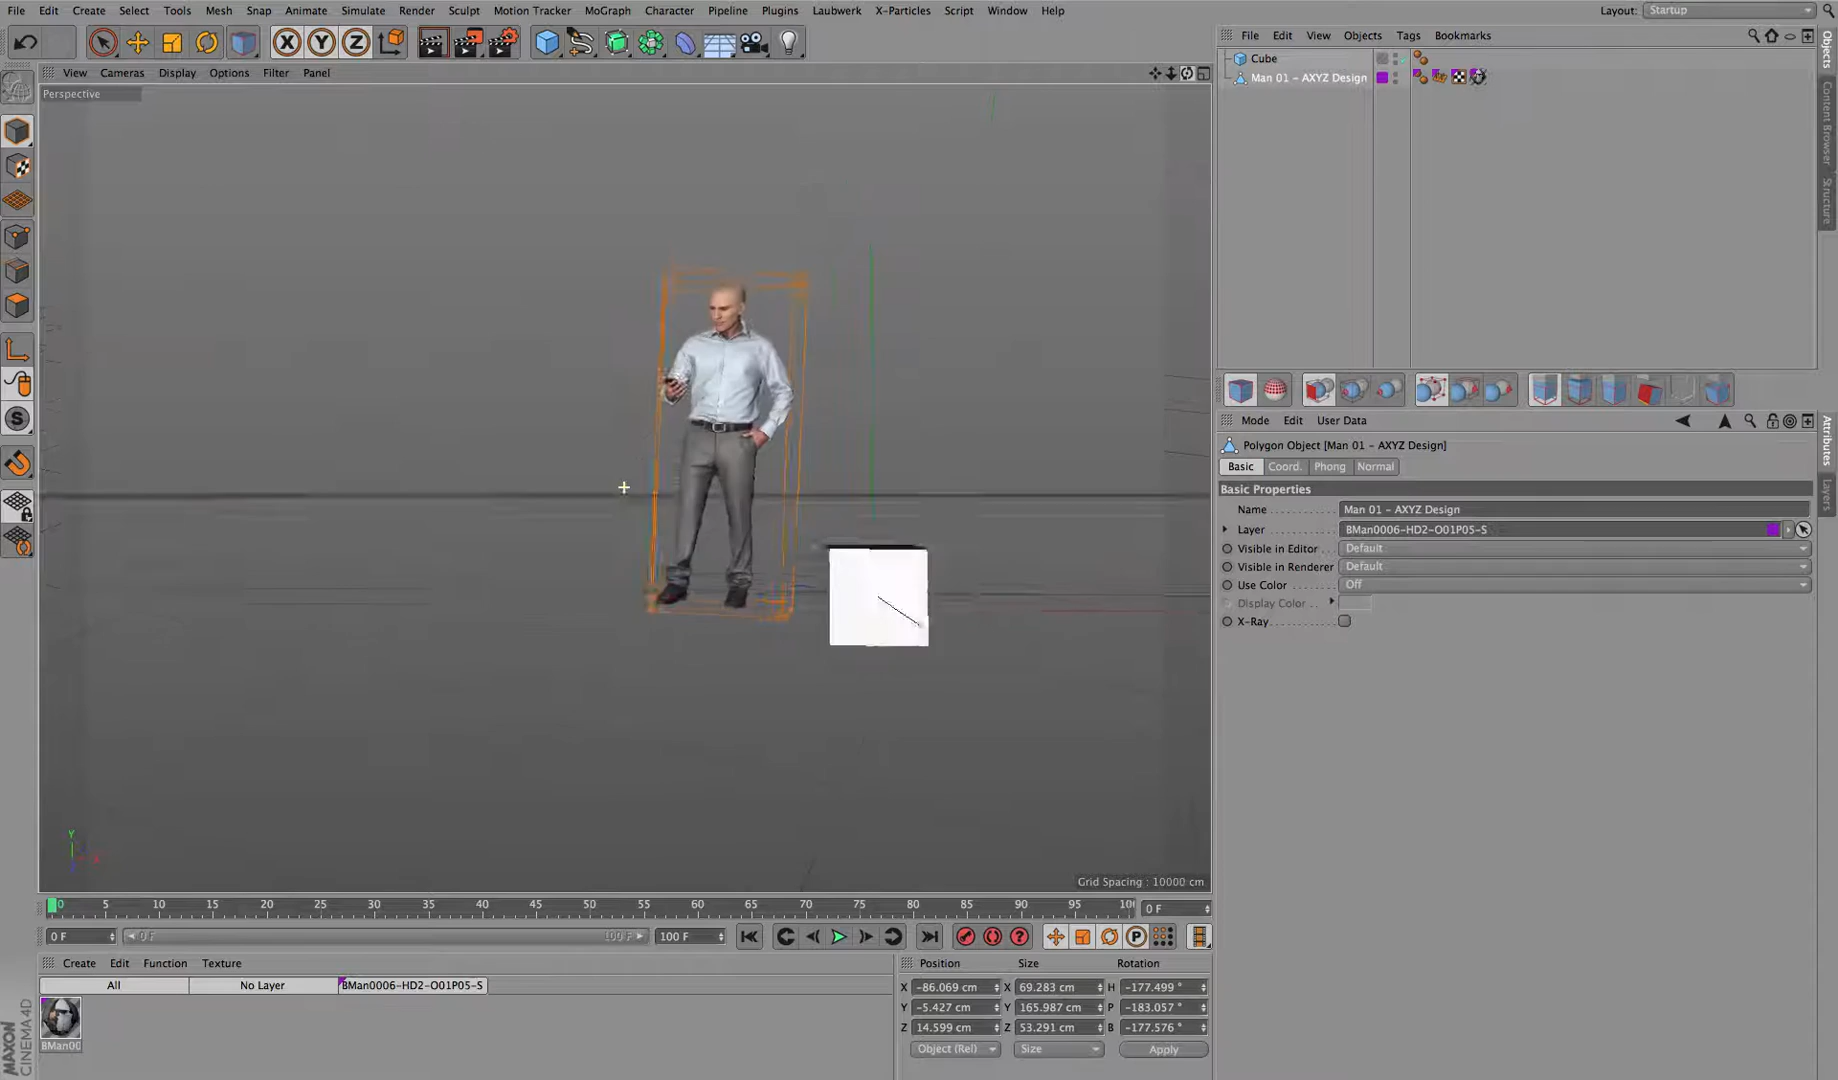 File Edit Create Select Tools Mesh Snap Animate Simulate Render Sculpt Motion Tracker MoGraph Character Pipeline Plugins Laubwerk X-Particles Script Window Help Layout: Startup
X Y Z
View Cameras Display Options Filter Panel
Perspective
S
Y
Grid Spacing : 10000 cm
0 5 10 15 20 25 30 35 40 45 50 55 60 65 70 75 80 85 90 95 10 0 F
0 F 0 F 100 F 100 F ? P
Create Edit Function Texture
All No Layer BMan0006-HD2-O01P05-S
BMan00
MAXON CINEMA 4D
Position Size Rotation
X -86.069 cm X 69.283 cm H -177.499 °
Y -5.427 cm Y 165.987 cm P -183.057 °
Z 14.599 cm Z 53.291 cm B -177.576 °
Object (Rel) Size Apply
File Edit View Objects Tags Bookmarks
Cube
Man 01 - AXYZ Design
Objects
Content Browser
Structure
Mode Edit User Data
Polygon Object [Man 01 - AXYZ Design]
Basic Coord. Phong Normal
Basic Properties
Name Man 01 - AXYZ Design
Layer BMan0006-HD2-O01P05-S
Visible in Editor Default
Visible in Renderer Default
Use Color Off
Display Color
X-Ray
Attributes
Layers